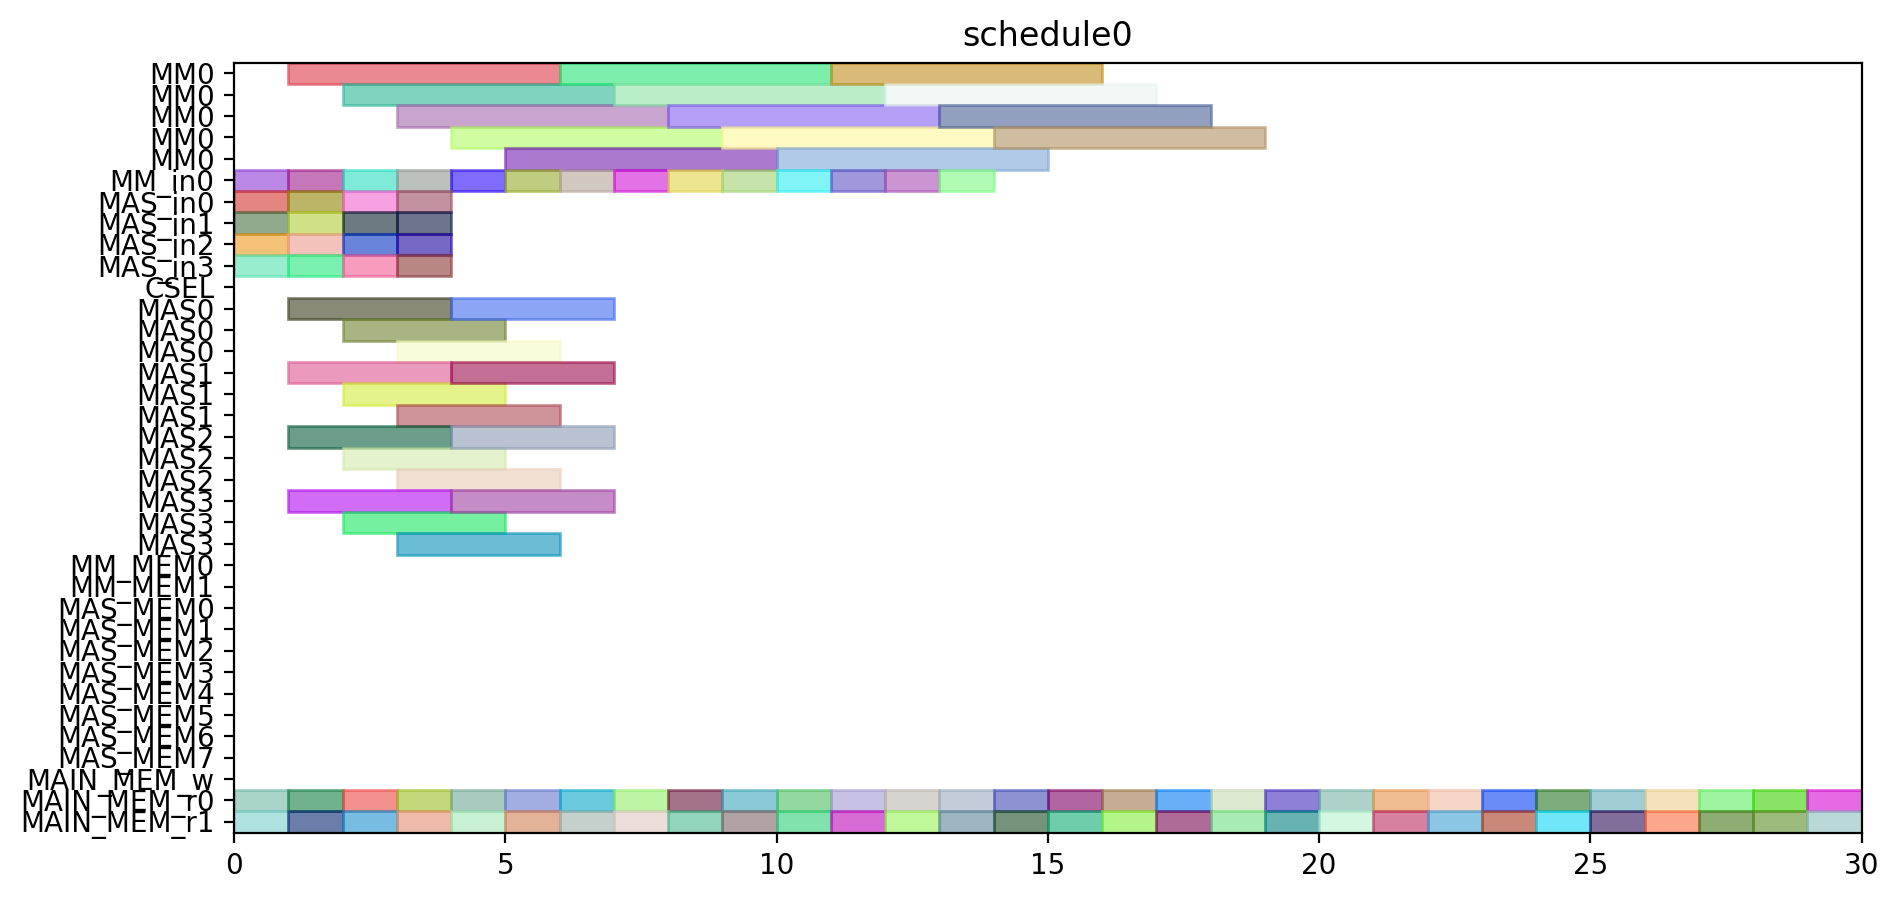 schedule0
MM0
MM0
MM0
MM0
MM0
MM_in0
MAS_in0
MAS_in1
MAS_in2
MAS_in3
CSEL
MAS0
MAS0
MAS0
MAS1
MAS1
MAS1
MAS2
MAS2
MAS2
MAS3
MAS3
MAS3
MM_MEM0
MM_MEM1
MAS_MEM0
MAS_MEM1
MAS_MEM2
MAS_MEM3
MAS_MEM4
MAS_MEM5
MAS_MEM6
MAS_MEM7
MAIN_MEM_w
MAIN_MEM_r0
MAIN_MEM_r1
0 5 10 15 20 25 30